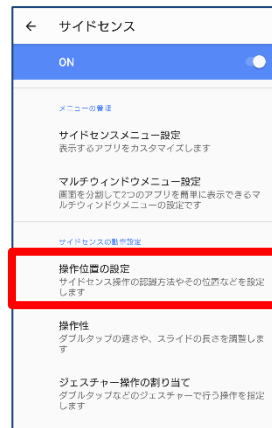 ← サイドセンス
ON
メニューの管理
サイドセンスメニュー設定
表示するアプリをカスタマイズします
マルチウィンドウメニュー設定
画面を分割して2つのアプリを簡単に表示できるマ
ルチウィンドウメニューの設定です
サイドセンスの動作設定
操作位置の設定
サイドセンス操作の認識方法やその位置などを設定
します
操作性
ダブルタップの速さや、スライドの長さを調整しま
す
ジェスチャー操作の割り当て
ダブルタップなどのジェスチャーで行う操作を指定
します